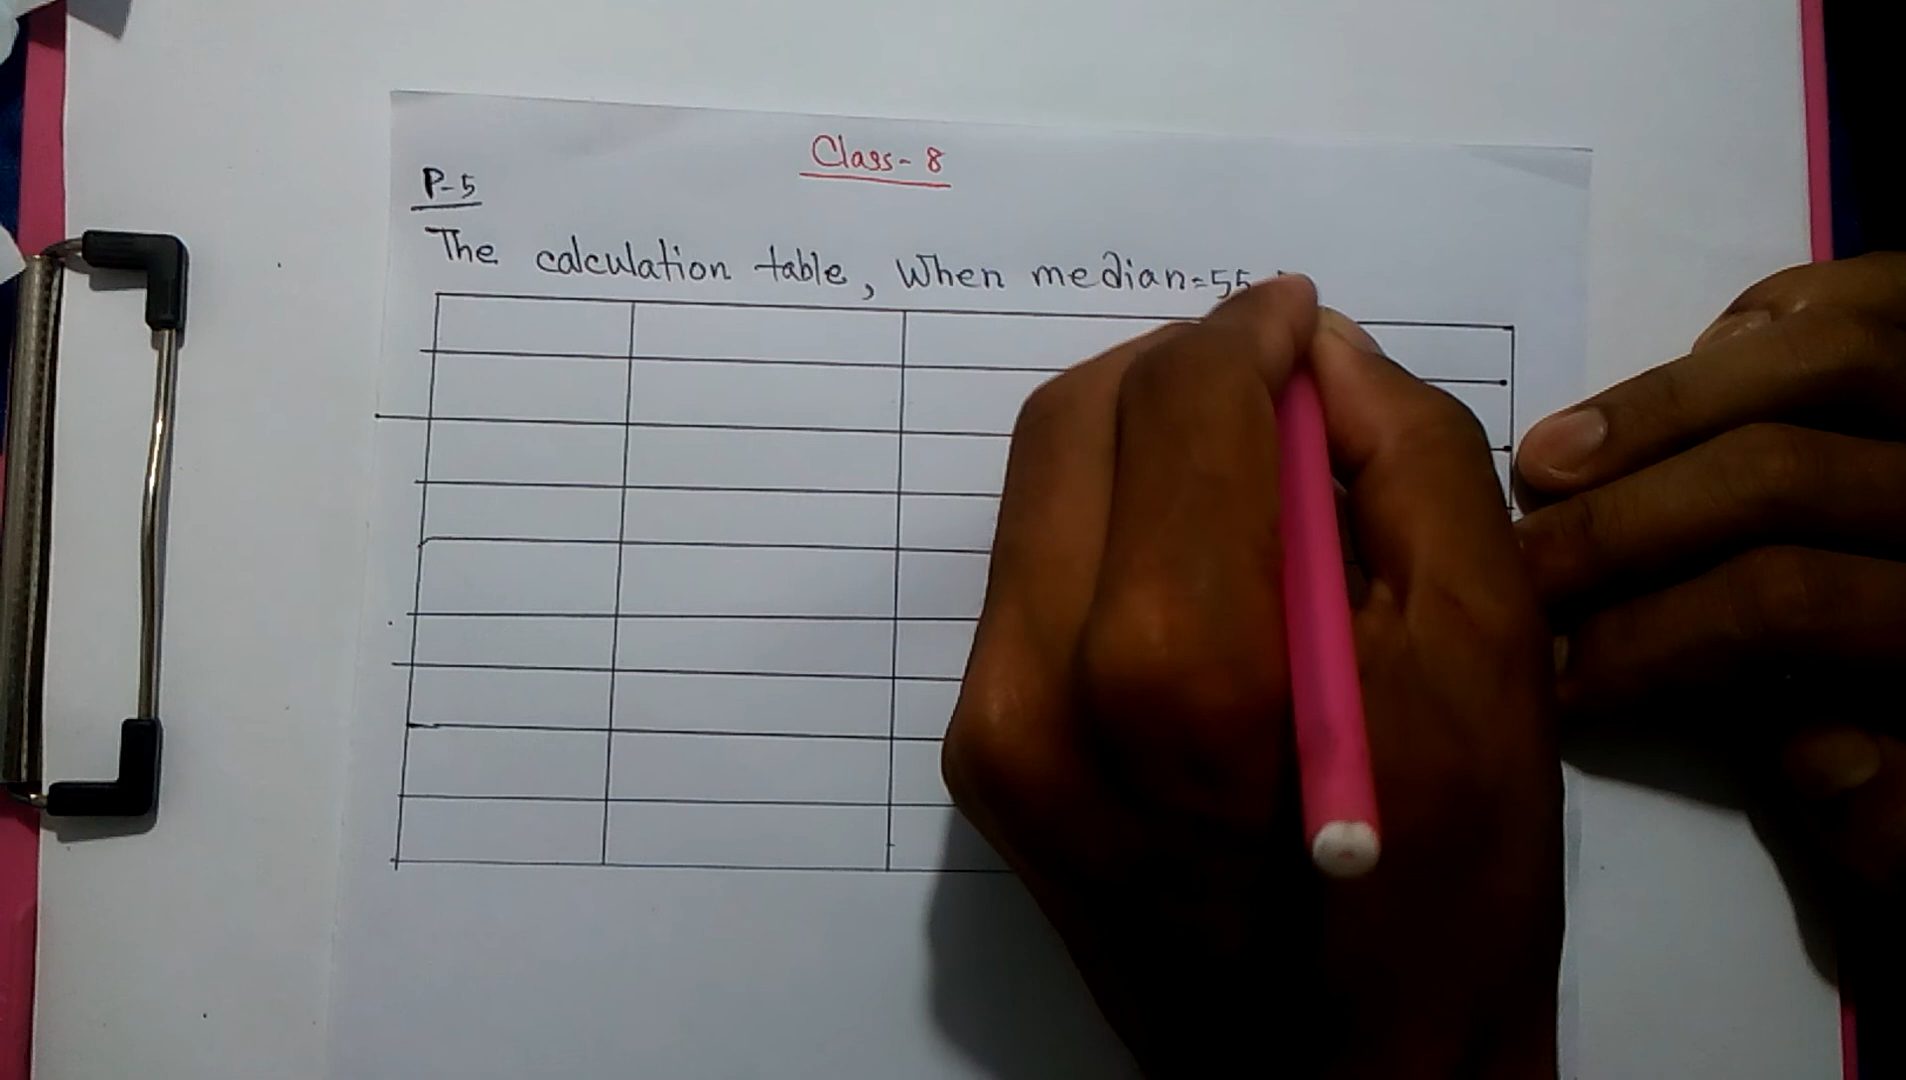 Class- 8
P-5
The calculation table, When median=55